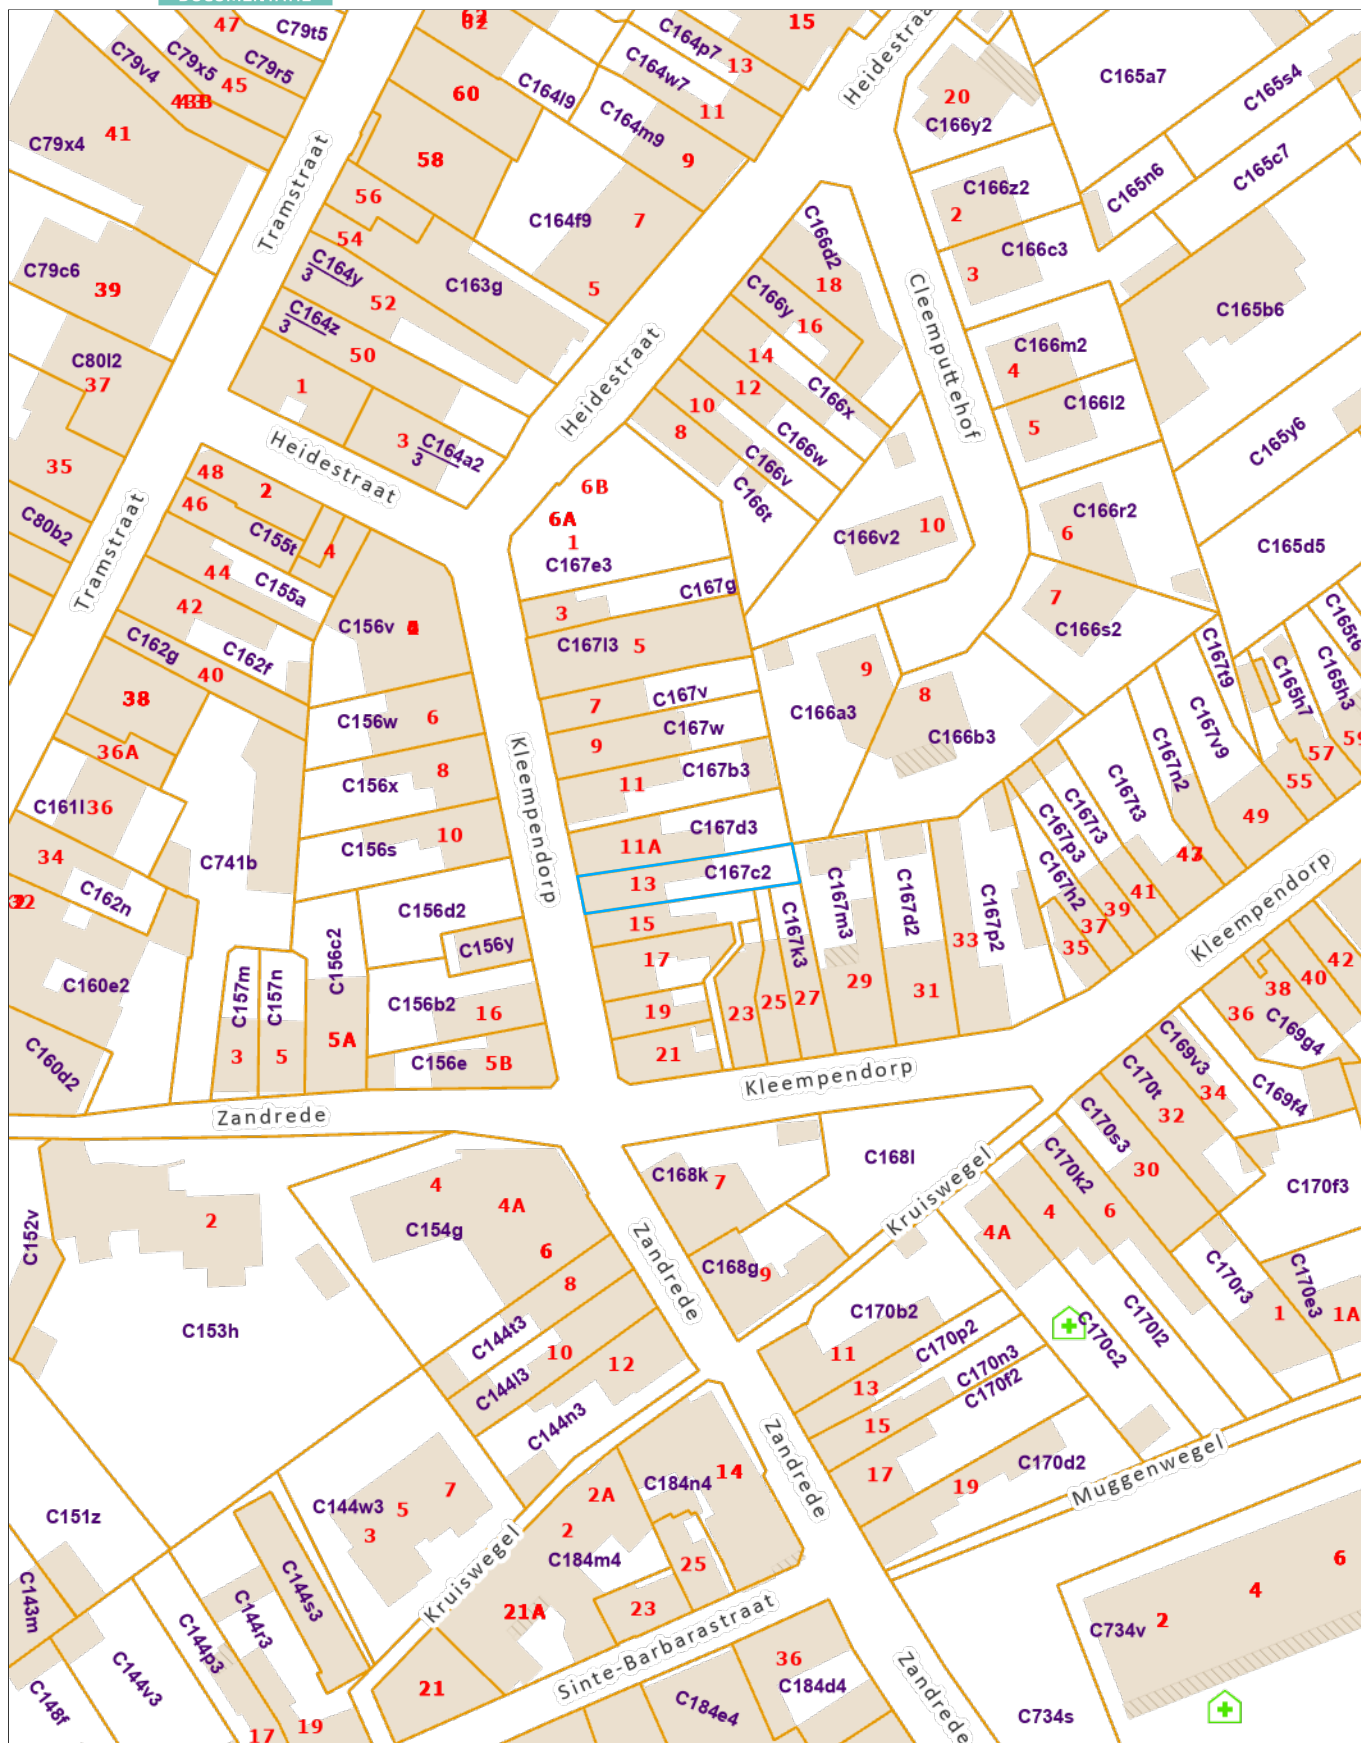 47
C79t5
C79v4
C79x5
C79r5
45
43B
41
C79x4
62
60
C164l9
58
C164p7
C164w7
13
15
11
C164m9
9
Heidestraat
20
C166y2
C165a7
C165s4
C165n6
C165c7
Tramstraat
56
54
C164f9
7
5
C166z2
2
C166c3
3
C79c6
39
C164y
3
52
C163g
C164z
3
50
C166d2
18
C166y
16
Cleemputtehof
C165b6
C80l2
37
1
3
C164a2
3
Heidestraat
14
12
10
8
C166x
C166w
C166v
C166t
C166m2
4
C166l2
5
C165y6
35
C80b2
48
2
46
Heidestraat
C155t
4
44
C155a
42
Tramstraat
6B
6A
1
C167e3
C166v2
10
C166r2
6
C165d5
C162g
C162f
40
C156v
3
C167g
C167l3
5
7
C166s2
38
36A
C156w
6
7
C167v
C167w
9
C166a3
9
8
C166b3
C167t9
C165h7
C165h3
C165t6
C161l
36
C156x
8
Kleempendorp
11
C167b3
C167n2
C167v9
57
59
55
34
C741b
C156s
10
C167d3
11A
C167c2
13
C167t3
C167r3
C167p3
C167h2
49
32
C162n
C156d2
C156c2
C156y
15
17
C167k3
C167m3
C167d2
C167p2
33
41
39
37
35
Kleempendorp
C160e2
C157m
C157n
C156b2
16
19
23
25
27
29
31
42
40
38
36
C160d2
3
5
5A
C156e
5B
21
Kleempendorp
C169g4
C169v3
C169f4
Zandrede
C170t
34
32
C168k
7
C168l
Kruiswegel
C170s3
C170k2
30
C170f3
C152v
2
4
4A
C154g
6
8
Zandrede
C168g
9
4A
4
6
C170r3
C170e3
1
1A
C153h
C144t3
10
C144l3
12
C144n3
C170b2
11
C170p2
13
C170n3
C170f2
15
C170c2
C170l2
C151z
C144w3
5
7
3
2A
2
C184n4
14
Zandrede
17
19
C170d2
Muggenwegel
C143m
C144s3
Kruiswegel
C184m4
25
21A
23
6
4
2
C734v
C144r3
C144p3
C144v3
C148f
21
Sinte-Barbarastraat
36
C184d4
C184e4
Zandrede
C734s
19
17